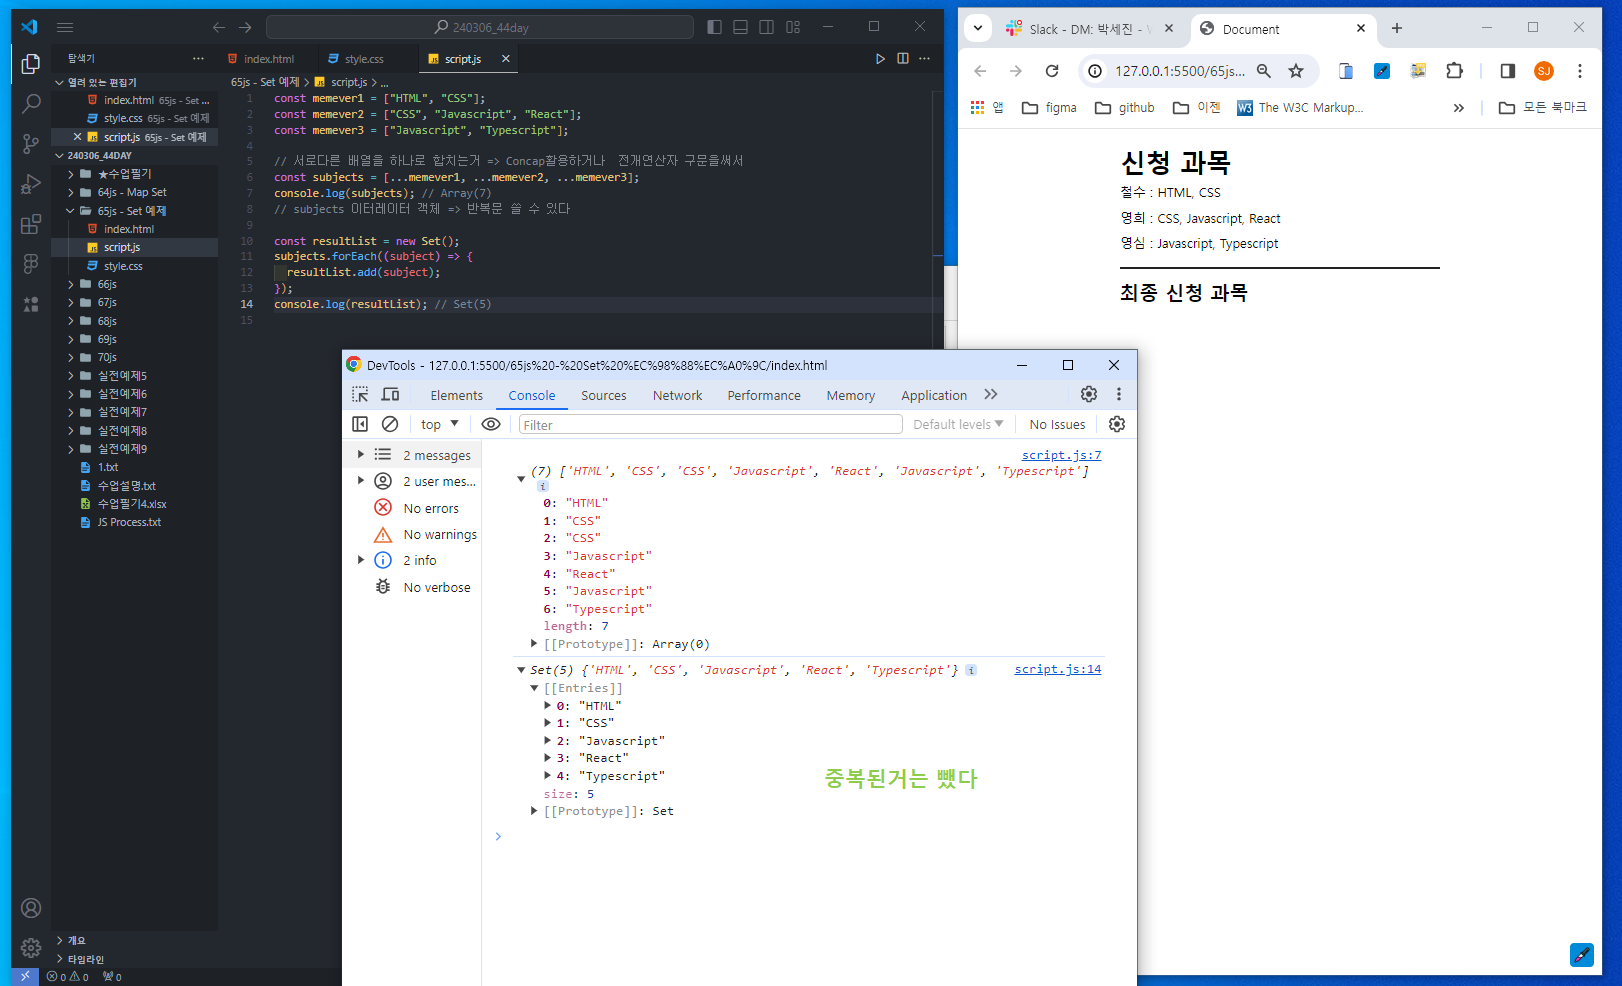 240306_44day
탐색기
index.html
style.css
script.js
열려 있는 편집기
index.html 65js - Set ...
style.css 65js - Set 예제
script.js 65js - Set 예제
240306_44DAY
★수업필기
64js - Map Set
65js - Set 예제
index.html
script.js
style.css
66js
67js
68js
69js
70js
실전예제5
실전예제6
실전예제7
실전예제8
실전예제9
1.txt
수업설명.txt
수업필기4.xlsx
JS Process.txt
개요
타임라인
0 0 0
65js - Set 예제 > script.js > ...
1 const memever1 = ["HTML", "CSS"];
2 const memever2 = ["CSS", "Javascript", "React"];
3 const memever3 = ["Javascript", "Typescript"];
4
5 // 서로다른 배열을 하나로 합치는거 => Concap활용하거나 전개연산자 구문을써서
6 const subjects = [...memever1, ...memever2, ...memever3];
7 console.log(subjects); // Array(7)
8 // subjects 이터레이터 객체 => 반복문 쓸 수 있다
9
10 const resultList = new Set();
11 subjects.forEach((subject) => {
12 resultList.add(subject);
13 });
14 console.log(resultList); // Set(5)
15
Slack - DM: 박세진 - W
Document
127.0.0.1:5500/65js...
SJ
앱
figma
github
이젠
The W3C Markup...
모든 북마크
신청 과목
철수 : HTML, CSS
영희 : CSS, Javascript, React
영심 : Javascript, Typescript
최종 신청 과목
DevTools - 127.0.0.1:5500/65js%20-%20Set%20%EC%98%88%EC%A0%9C/index.html
Elements Console Sources Network Performance Memory Application
top Filter Default levels No Issues
2 messages
2 user mes...
No errors
No warnings
2 info
No verbose
script.js:7
(7) ['HTML', 'CSS', 'CSS', 'Javascript', 'React', 'Javascript', 'Typescript']
0: "HTML"
1: "CSS"
2: "CSS"
3: "Javascript"
4: "React"
5: "Javascript"
6: "Typescript"
length: 7
[[Prototype]]: Array(0)
Set(5) {'HTML', 'CSS', 'Javascript', 'React', 'Typescript'} script.js:14
[[Entries]]
0: "HTML"
1: "CSS"
2: "Javascript"
3: "React"
4: "Typescript"
size: 5
[[Prototype]]: Set
중복된거는 뺐다